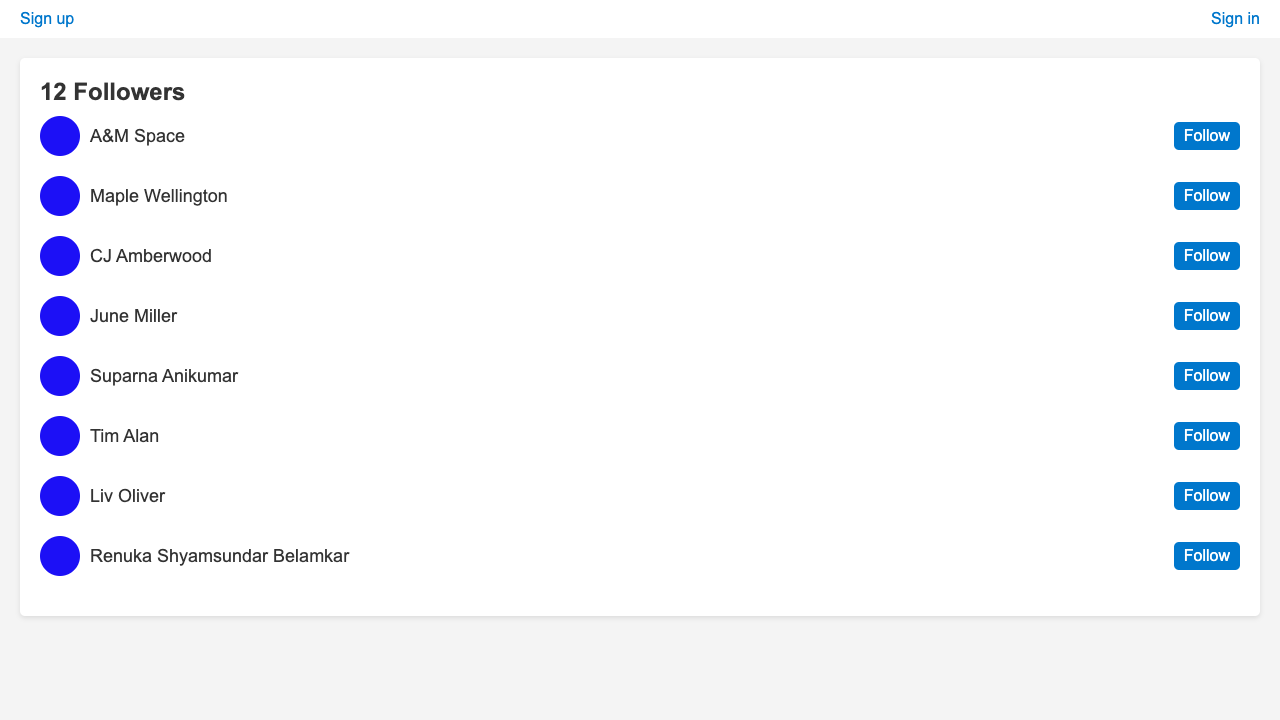 Sign up
Sign in
12 Followers
A&M Space
Follow
Maple Wellington
Follow
CJ Amberwood
Follow
June Miller
Follow
Suparna Anikumar
Follow
Tim Alan
Follow
Liv Oliver
Follow
Renuka Shyamsundar Belamkar
Follow